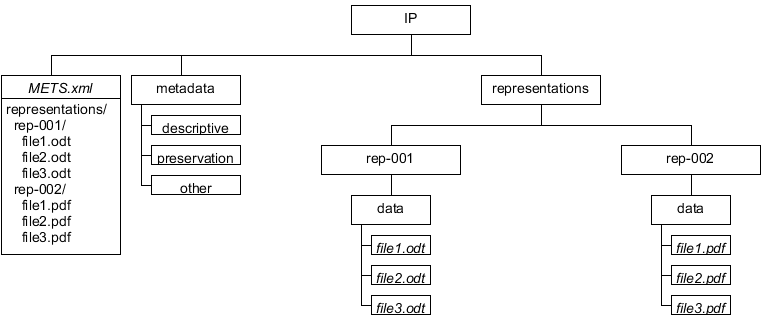 IP
METS.xml
representations/
rep-001/
file1.odt
file2.odt
file3.odt
rep-002/
file1.pdf
file2.pdf
file3.pdf
metadata
descriptive
preservation
other
representations
rep-001
data
file1.odt
file2.odt
file3.odt
rep-002
data
file1.pdf
file2.pdf
file3.pdf